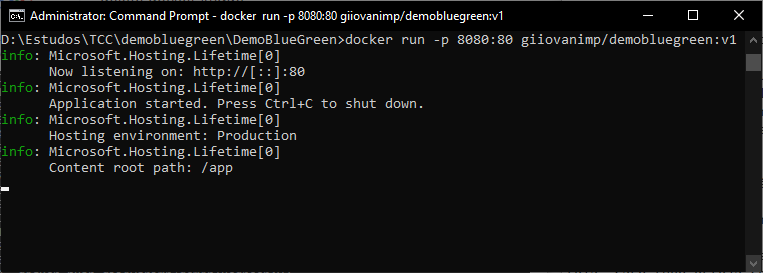 Administrator: Command Prompt - docker run -p 8080:80 giiovanimp/demobluegreen:v1
D:\Estudos\TCC\demobluegreen\DemoBlueGreen>docker run -p 8080:80 giiovanimp/demobluegreen:v1
info: Microsoft.Hosting.Lifetime[0]
      Now listening on: http://[::]:80
info: Microsoft.Hosting.Lifetime[0]
      Application started. Press Ctrl+C to shut down.
info: Microsoft.Hosting.Lifetime[0]
      Hosting environment: Production
info: Microsoft.Hosting.Lifetime[0]
      Content root path: /app